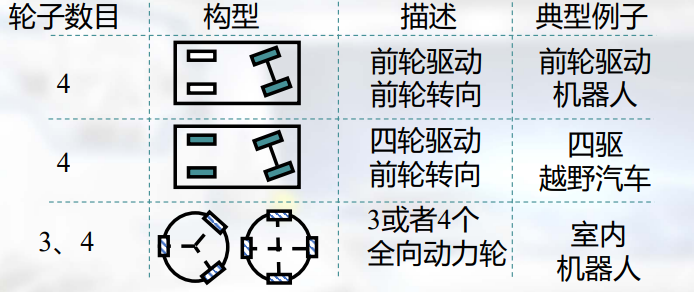 轮子数目 构型 描述 典型例子
4 前轮驱动 前轮驱动
前轮转向 机器人
4 四轮驱动 四驱
前轮转向 越野汽车
3、4 3或者4个 室内
全向动力轮 机器人